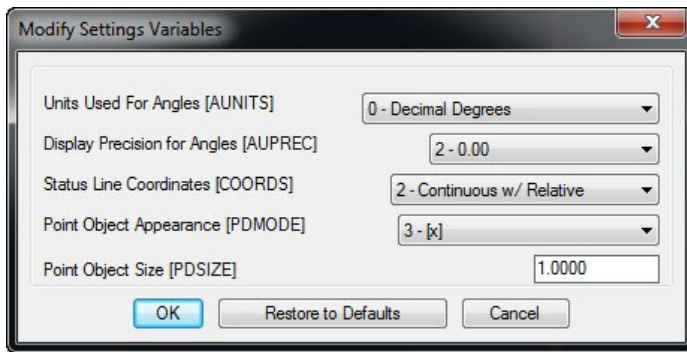 Modify Settings Variables
Units Used For Angles [AUNITS] 0 - Decimal Degrees
Display Precision for Angles [AUPREC] 2 - 0.00
Status Line Coordinates [COORDS] 2 - Continuous w/ Relative
Point Object Appearance [PDMODE] 3 - [x]
Point Object Size [PDSIZE] 1.0000
OK Restore to Defaults Cancel